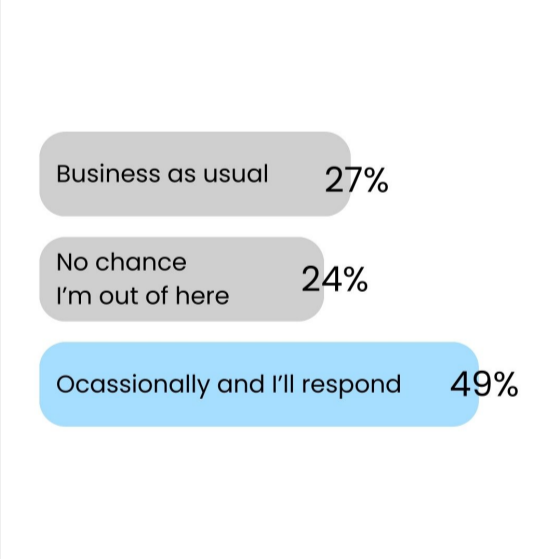 Business as usual 27%
No chance
I'm out of here 24%
Ocassionally and I'll respond 49%